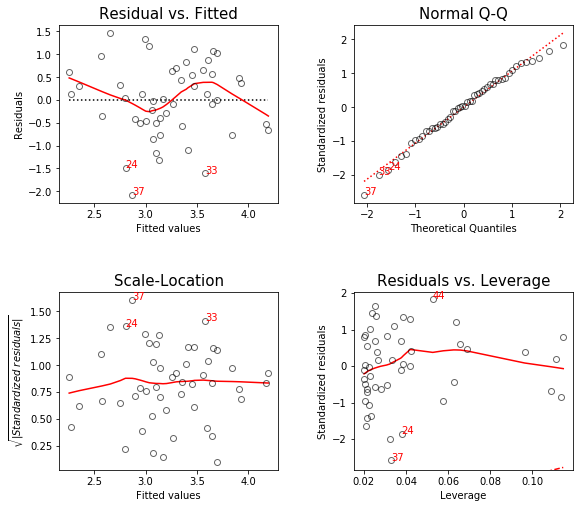 Residual vs. Fitted
Residuals
1.5
1.0
0.5
0.0
−0.5
−1.0
−1.5
−2.0
24
33
37
2.5 3.0 3.5 4.0
Fitted values
Normal Q-Q
Standardized residuals
2
1
0
−1
−2
24
37
−2 −1 0 1 2
Theoretical Quantiles
Scale-Location
√|Standardized residuals|
1.50
1.25
1.00
0.75
0.50
0.25
37
24
33
2.5 3.0 3.5 4.0
Fitted values
Residuals vs. Leverage
Standardized residuals
2
1
0
−1
−2
44
24
37
0.02 0.04 0.06 0.08 0.10
Leverage